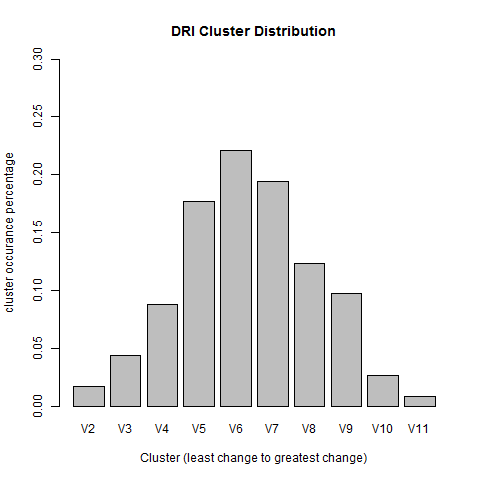 DRI Cluster Distribution
cluster occurance percentage
0.30
0.25
0.20
0.15
0.10
0.05
0.00
V2 V3 V4 V5 V6 V7 V8 V9 V10 V11
Cluster (least change to greatest change)